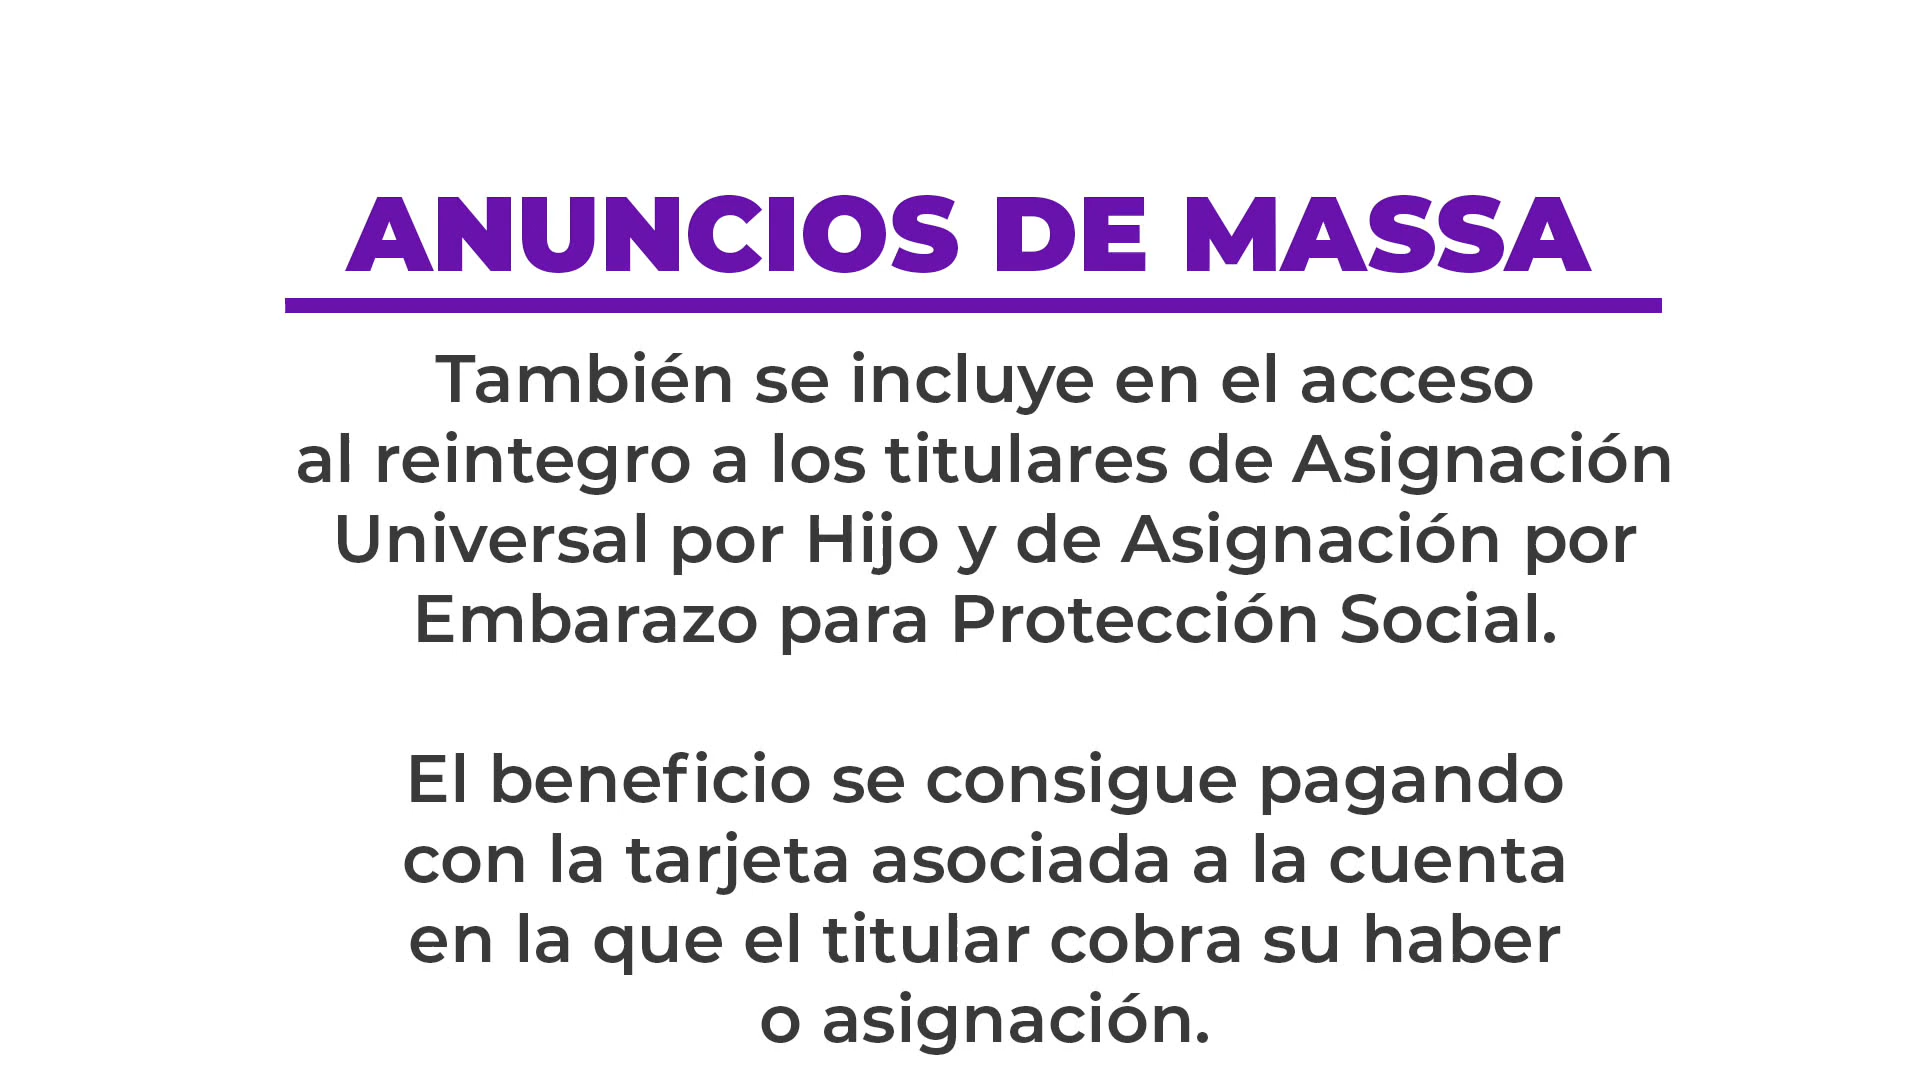 ANUNCIOS DE MASSA
También se incluye en el acceso
al reintegro a los titulares de Asignación
Universal por Hijo y de Asignación por
Embarazo para Protección Social.
El beneficio se consigue pagando
con la tarjeta asociada a la cuenta
en la que el titular cobra su haber
o asignación.